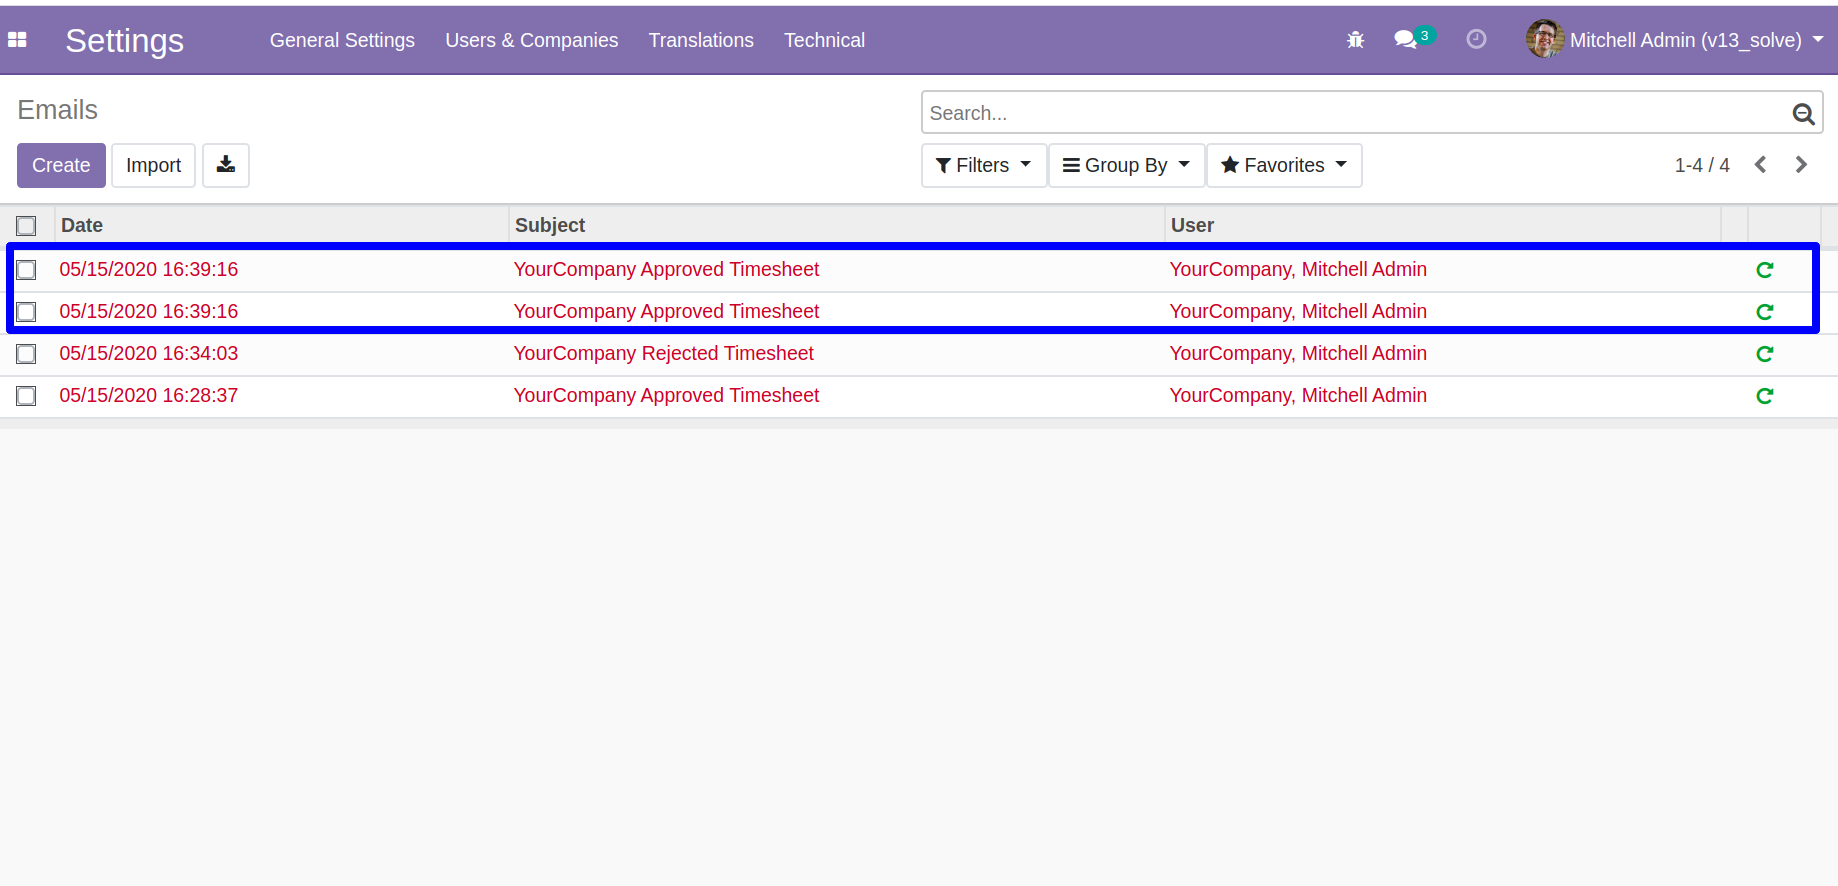 Settings General Settings Users & Companies Translations Technical 3 Mitchell Admin (v13_solve)
Emails Search...
Create Import Filters Group By Favorites 1-4 / 4
Date Subject User
05/15/2020 16:39:16 YourCompany Approved Timesheet YourCompany, Mitchell Admin
05/15/2020 16:39:16 YourCompany Approved Timesheet YourCompany, Mitchell Admin
05/15/2020 16:34:03 YourCompany Rejected Timesheet YourCompany, Mitchell Admin
05/15/2020 16:28:37 YourCompany Approved Timesheet YourCompany, Mitchell Admin